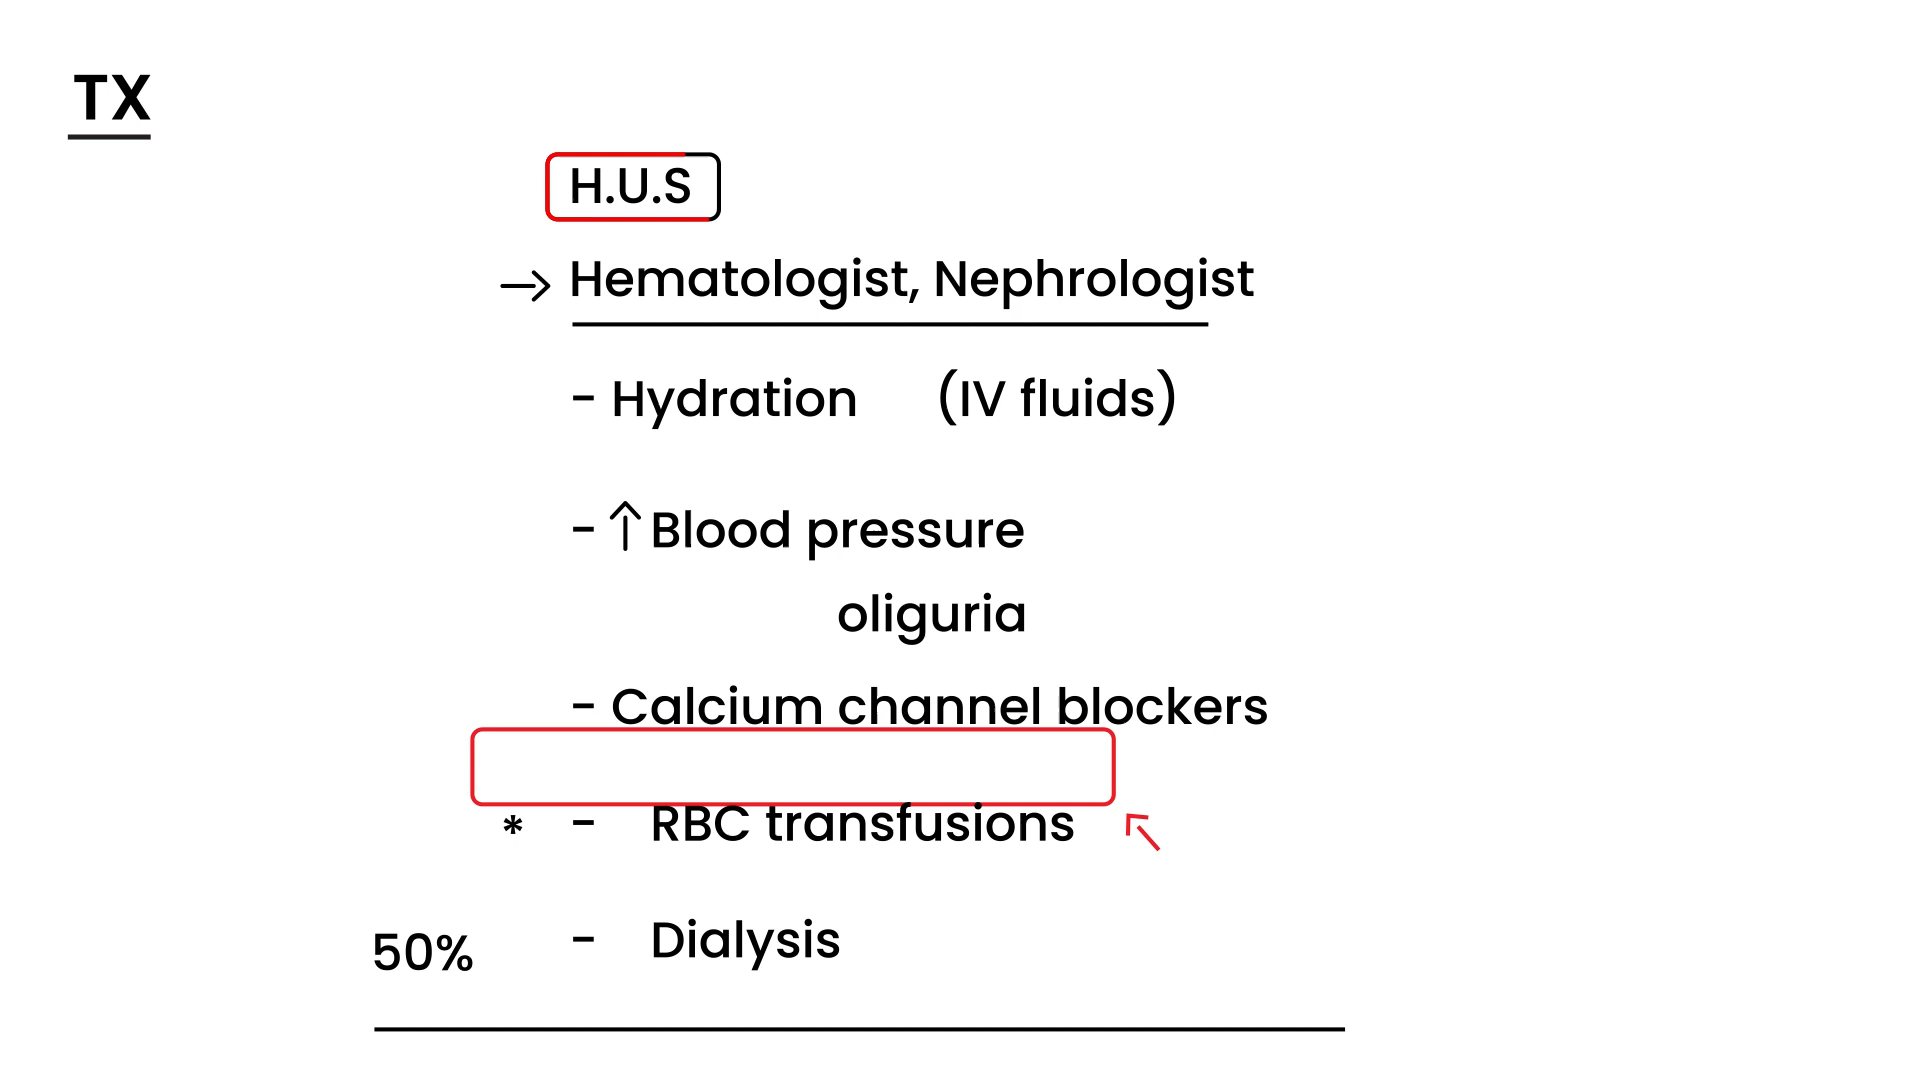 TX
H.U.S
→ Hematologist, Nephrologist
- Hydration (IV fluids)
- ↑ Blood pressure
oliguria
- Calcium channel blockers
* - RBC transfusions
50% - Dialysis